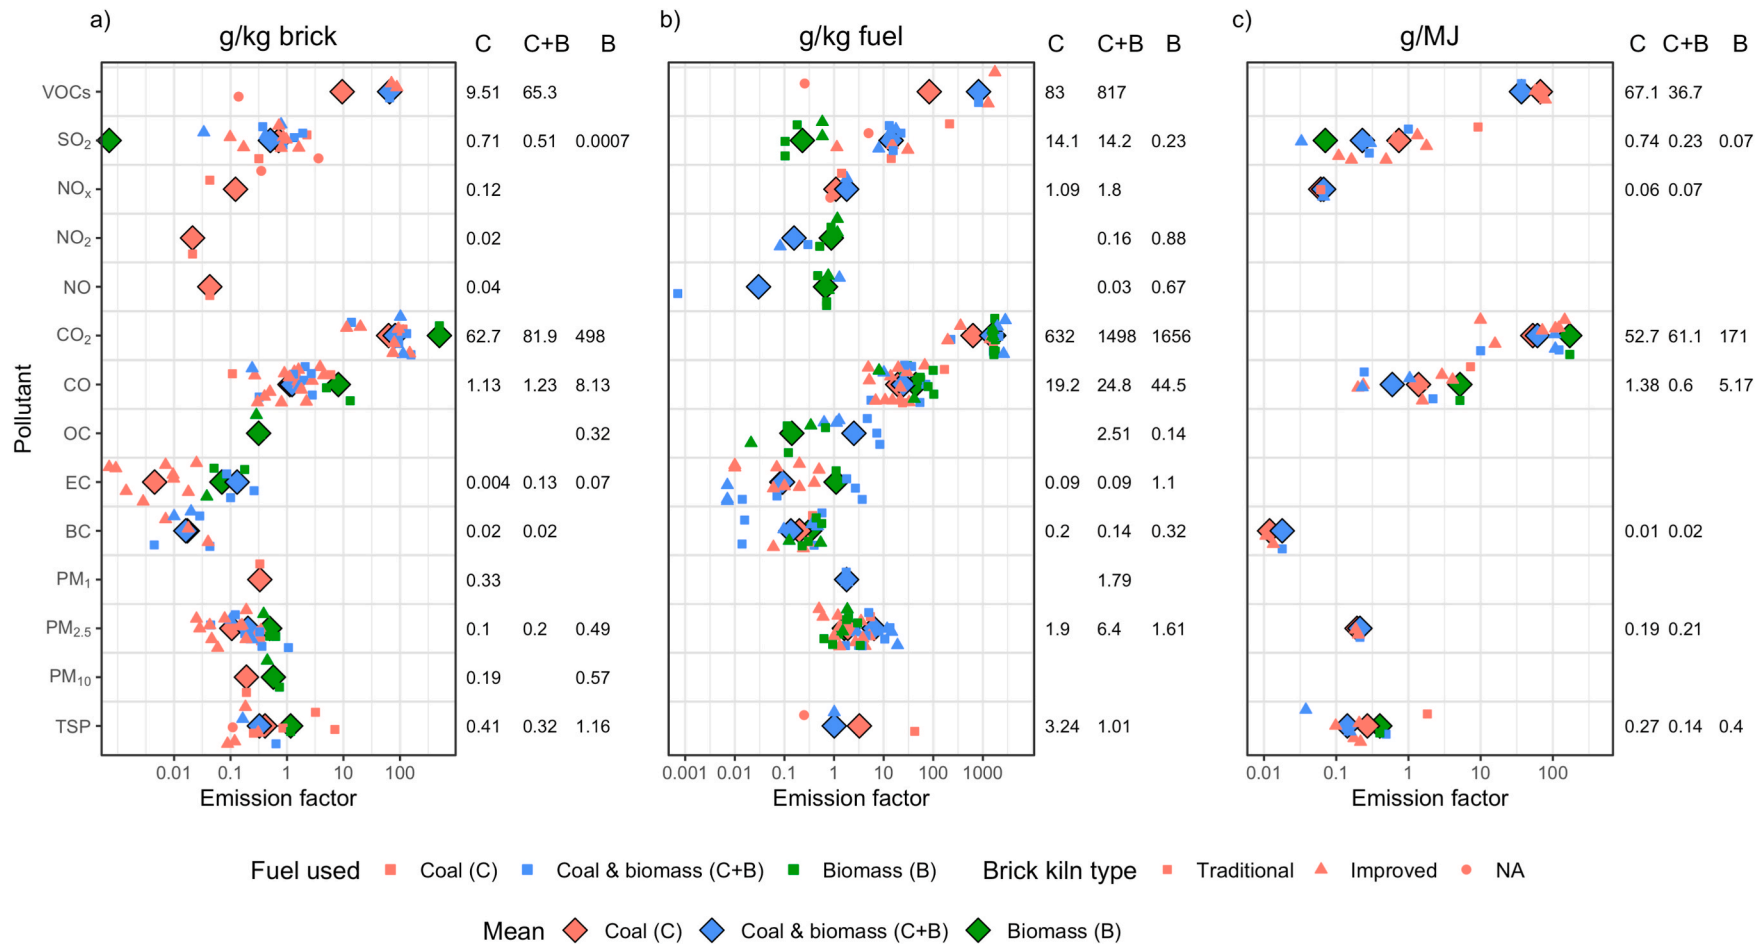 a) b) c)
g/kg brick g/kg fuel g/MJ
C C+B B C C+B B C C+B B
VOCs 9.51 65.3 83 817 67.1 36.7
SO2 0.71 0.51 0.0007 14.1 14.2 0.23 0.74 0.23 0.07
NOx 0.12 1.09 1.8 0.06 0.07
NO2 0.02 0.16 0.88
NO 0.04 0.03 0.67
CO2 62.7 81.9 498 632 1498 1656 52.7 61.1 171
CO 1.13 1.23 8.13 19.2 24.8 44.5 1.38 0.6 5.17
OC 0.32 2.51 0.14
EC 0.004 0.13 0.07 0.09 0.09 1.1
BC 0.02 0.02 0.2 0.14 0.32 0.01 0.02
PM1 0.33 1.79
PM2.5 0.1 0.2 0.49 1.9 6.4 1.61 0.19 0.21
PM10 0.19 0.57
TSP 0.41 0.32 1.16 3.24 1.01 0.27 0.14 0.4
Pollutant
0.01 0.1 1 10 100 0.001 0.01 0.1 1 10 100 1000 0.01 0.1 1 10 100
Emission factor Emission factor Emission factor
Fuel used Coal (C) Coal & biomass (C+B) Biomass (B) Brick kiln type Traditional Improved NA
Mean Coal (C) Coal & biomass (C+B) Biomass (B)